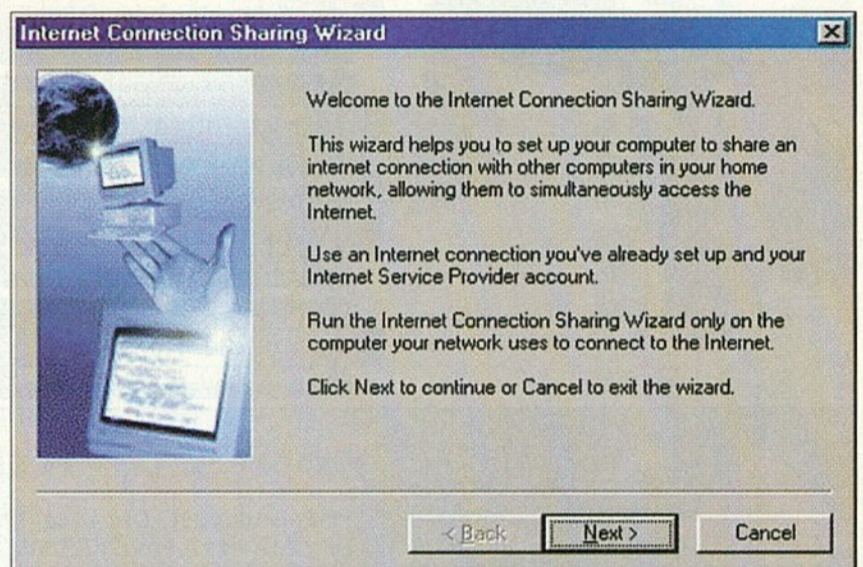 Internet Connection Sharing Wizard
Welcome to the Internet Connection Sharing Wizard.
This wizard helps you to set up your computer to share an
internet connection with other computers in your home
network, allowing them to simultaneously access the
Internet.
Use an Internet connection you've already set up and your
Internet Service Provider account.
Run the Internet Connection Sharing Wizard only on the
computer your network uses to connect to the Internet.
Click Next to continue or Cancel to exit the wizard.
< Back
Next >
Cancel